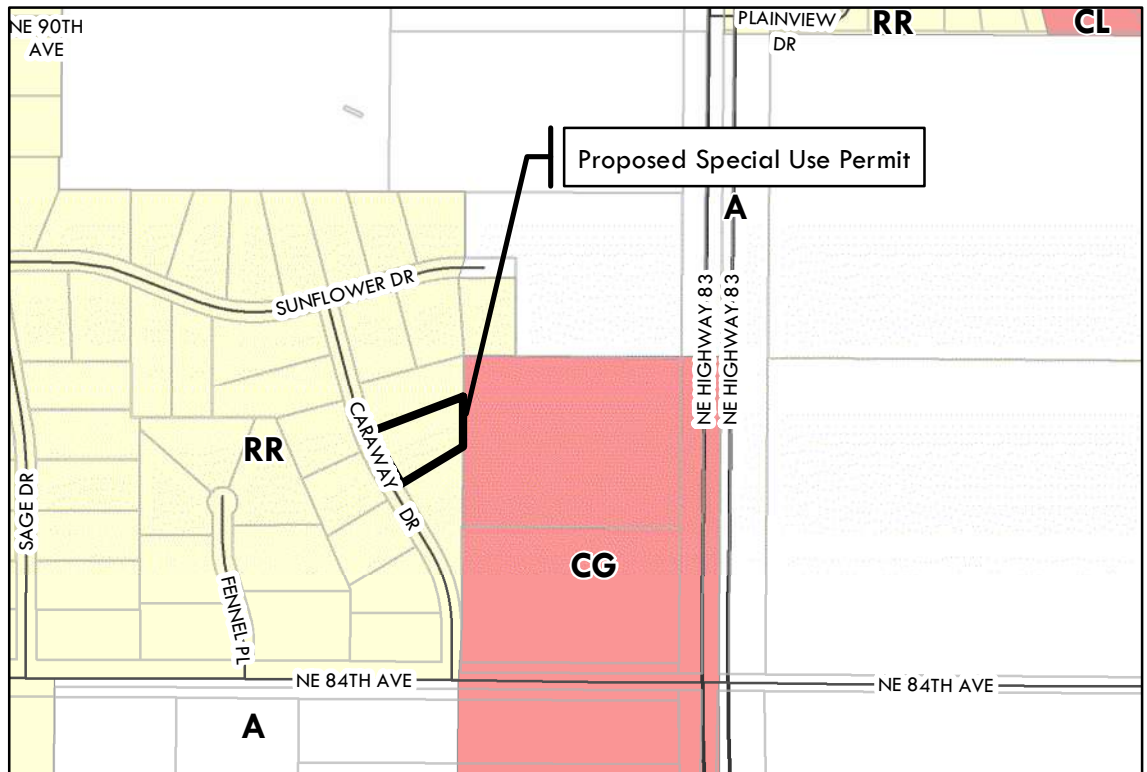 NE 90TH
AVE
PLAINVIEW
DR
RR
CL
Proposed Special Use Permit
A
SUNFLOWER DR
NE HIGHWAY 83
NE HIGHWAY 83
CARAWAY
DR
RR
SAGE DR
CG
FENNEL PL
NE 84TH AVE
NE 84TH AVE
A